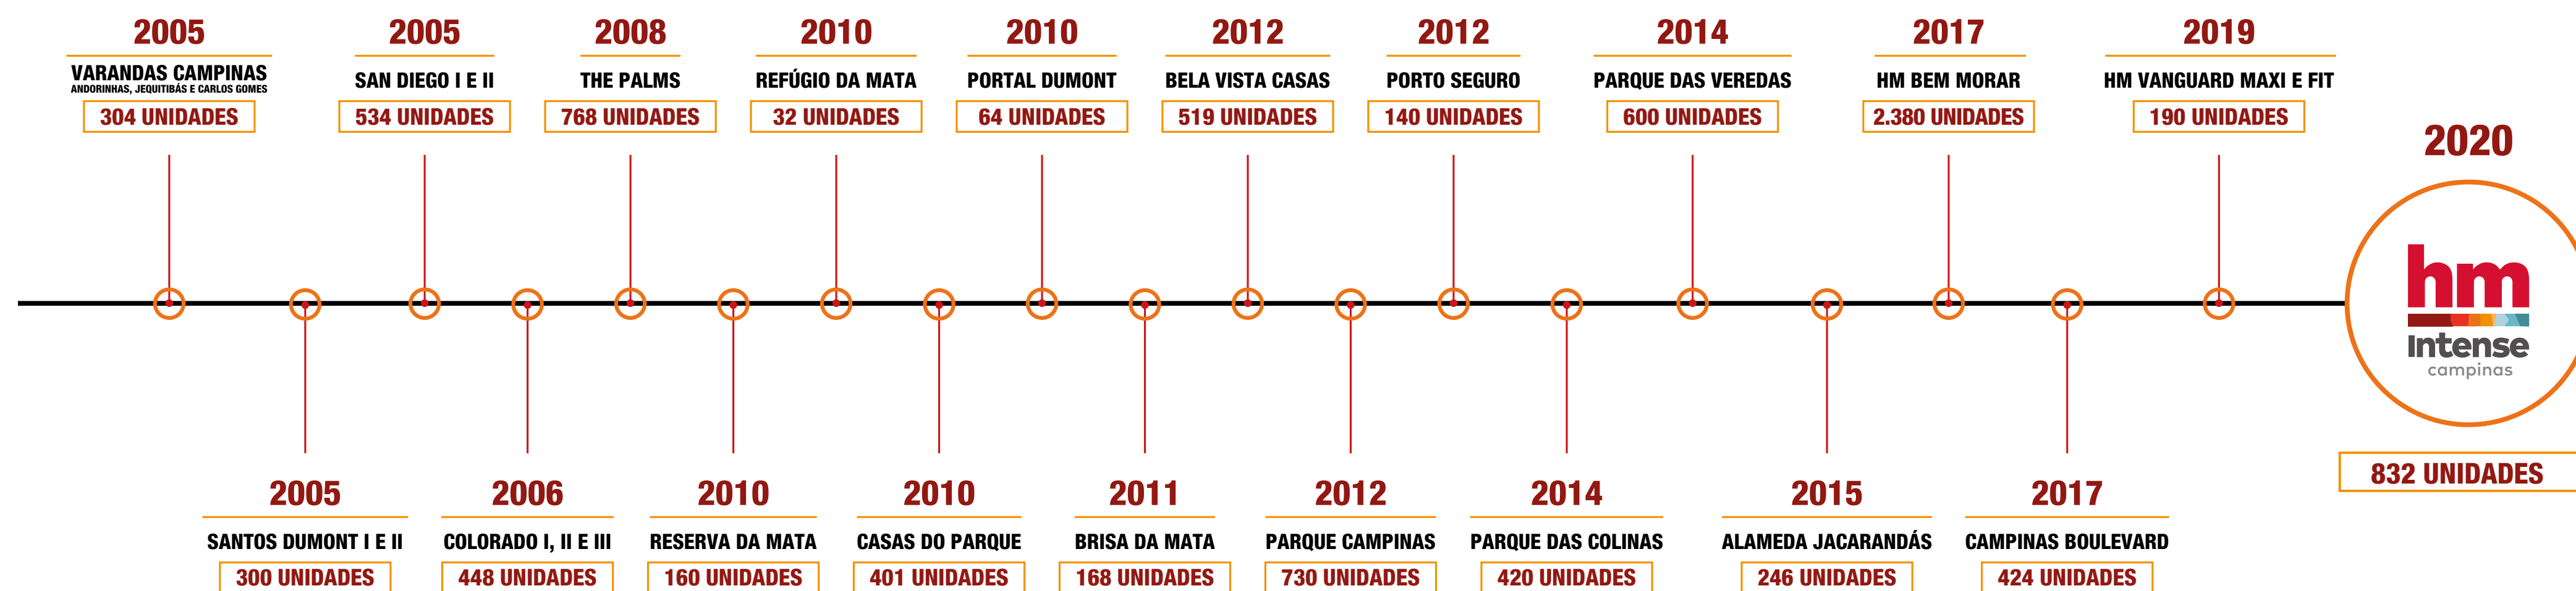 2005
VARANDAS CAMPINAS
ANDORINHAS, JEQUITIBÁS E CARLOS GOMES
304 UNIDADES
2005
SANTOS DUMONT I E II
300 UNIDADES
2005
SAN DIEGO I E II
534 UNIDADES
2006
COLORADO I, II E III
448 UNIDADES
2008
THE PALMS
768 UNIDADES
2010
RESERVA DA MATA
160 UNIDADES
2010
REFÚGIO DA MATA
32 UNIDADES
2010
CASAS DO PARQUE
401 UNIDADES
2010
PORTAL DUMONT
64 UNIDADES
2011
BRISA DA MATA
168 UNIDADES
2012
BELA VISTA CASAS
519 UNIDADES
2012
PARQUE CAMPINAS
730 UNIDADES
2012
PORTO SEGURO
140 UNIDADES
2014
PARQUE DAS COLINAS
420 UNIDADES
2014
PARQUE DAS VEREDAS
600 UNIDADES
2015
ALAMEDA JACARANDÁS
246 UNIDADES
2017
HM BEM MORAR
2.380 UNIDADES
2017
CAMPINAS BOULEVARD
424 UNIDADES
2019
HM VANGUARD MAXI E FIT
190 UNIDADES
2020
hm
Intense
campinas
832 UNIDADES